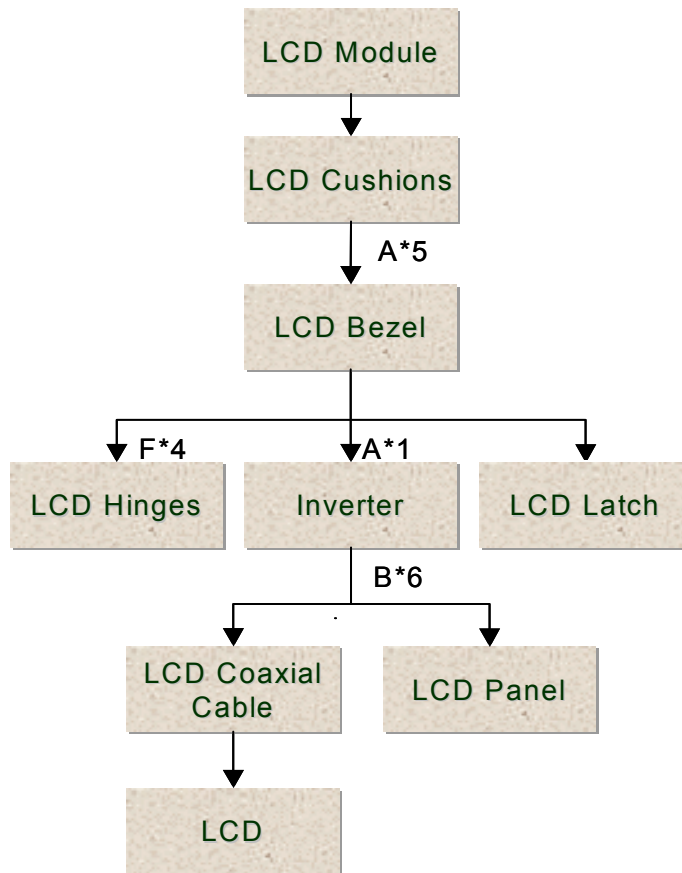 LCD Module
LCD Cushions
A*5
LCD Bezel
F*4
A*1
LCD Hinges
Inverter
LCD Latch
B*6
LCD Coaxial
Cable
LCD Panel
LCD